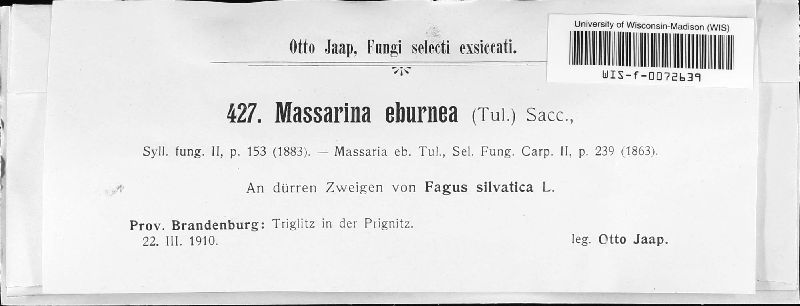 University of Wisconsin-Madison (WIS)
WIS-f-0072639
Otto Jaap, Fungi selecti exsiccati.
427. Massarina eburnea (Tul.) Sacc.,
Syll. fung. II, p. 153 (1883). — Massaria eb. Tul., Sel. Fung. Carp. II, p. 239 (1863).
An dürren Zweigen von Fagus silvatica L.
Prov. Brandenburg: Triglitz in der Prignitz.
22. III. 1910. leg. Otto Jaap.